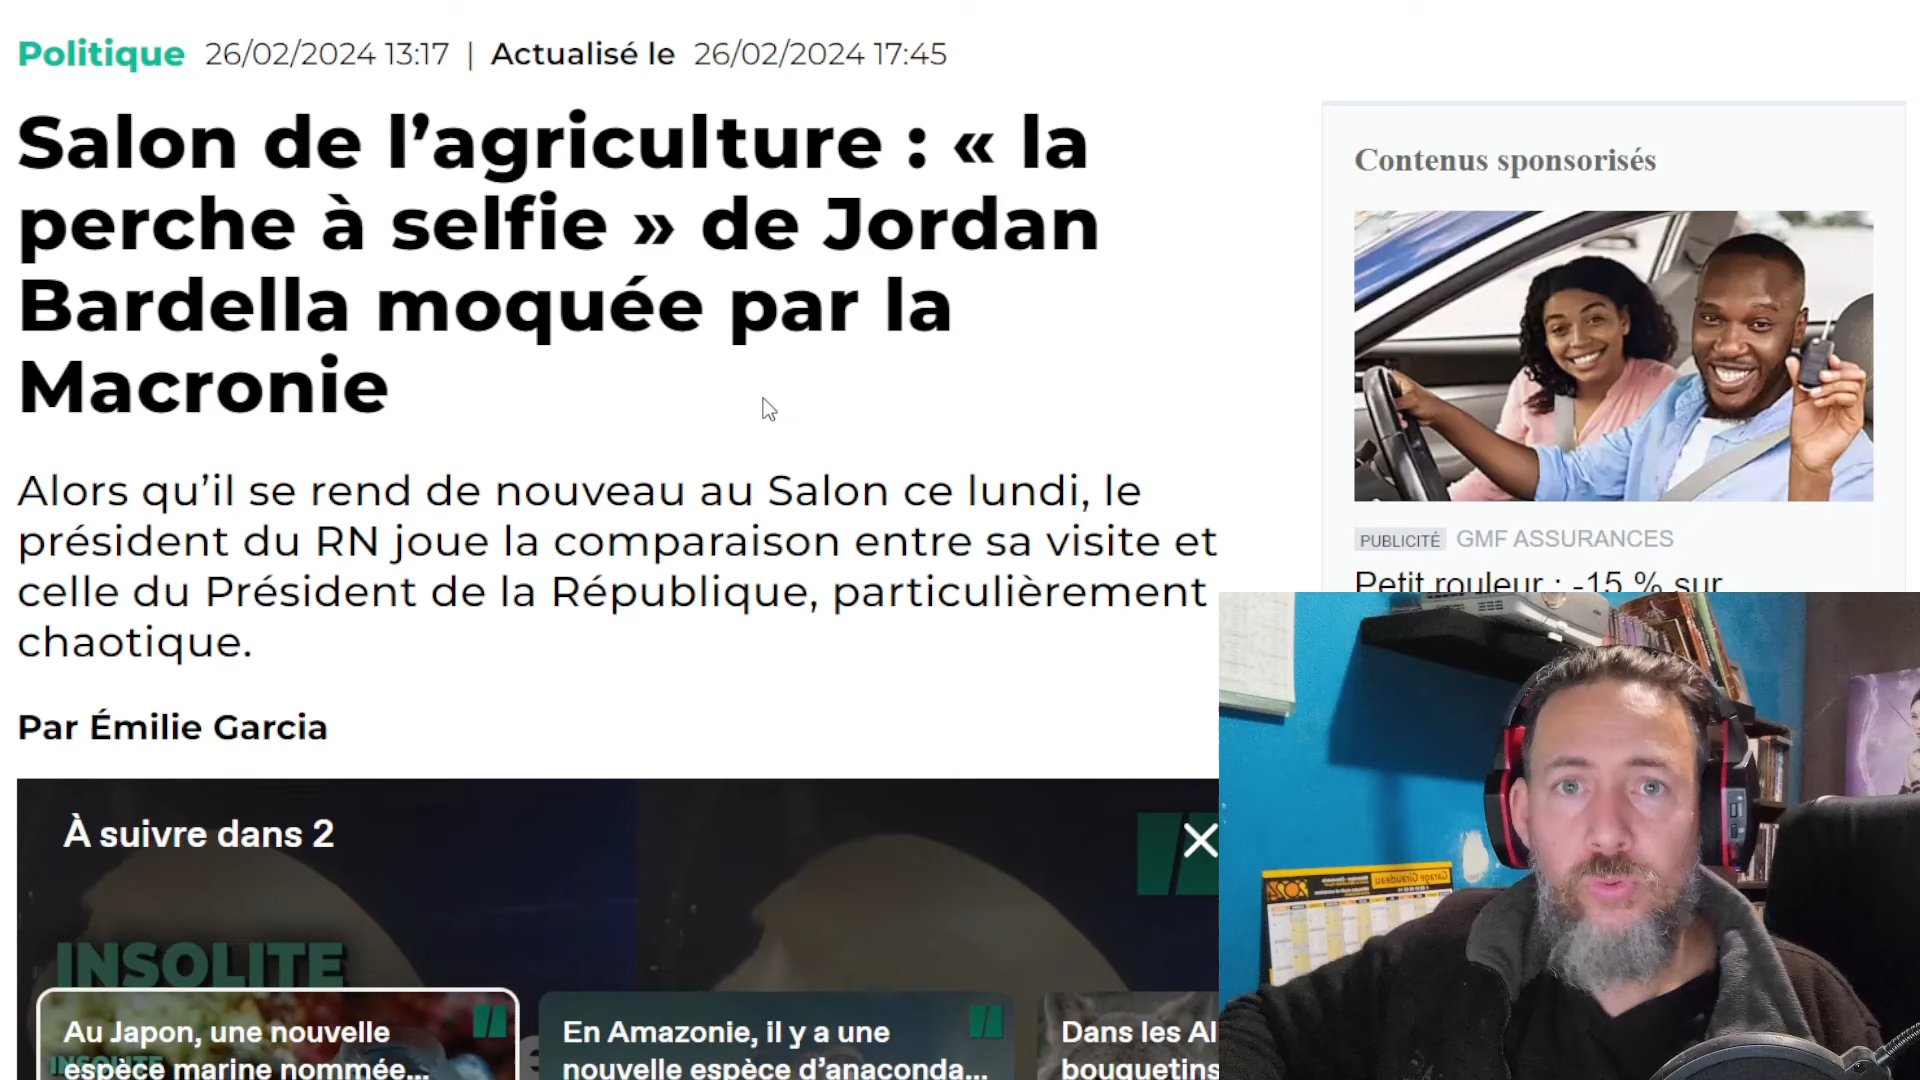 Politique 26/02/2024 13:17 | Actualisé le 26/02/2024 17:45
Salon de l’agriculture : « la
perche à selfie » de Jordan
Bardella moquée par la
Macronie
Alors qu’il se rend de nouveau au Salon ce lundi, le
président du RN joue la comparaison entre sa visite et
celle du Président de la République, particulièrement
chaotique.
Par Émilie Garcia
À suivre dans 2
INSOLITE
Au Japon, une nouvelle
espèce marine nommée...
INSOLITE
En Amazonie, il y a une
nouvelle espèce d’anaconda...
Dans les Al
bouquetins
Contenus sponsorisés
PUBLICITÉ GMF ASSURANCES
Petit rouleur : -15 % sur